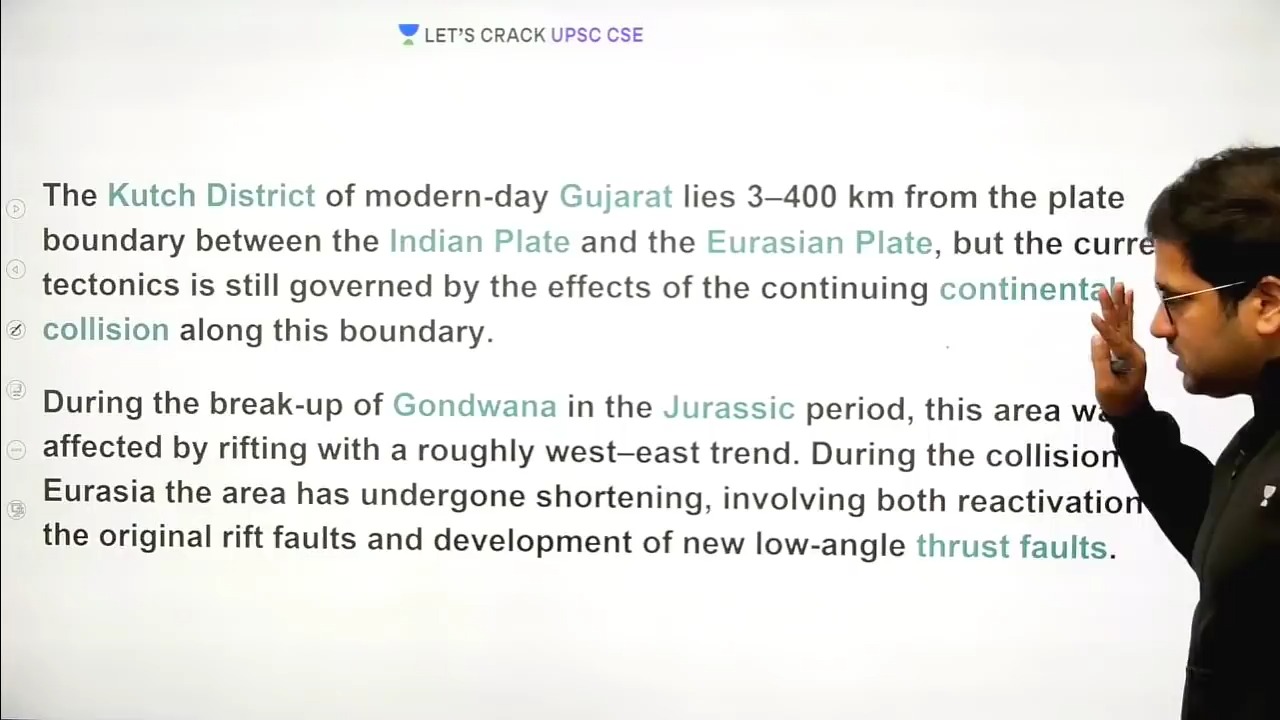 LET'S CRACK UPSC CSE
The Kutch District of modern-day Gujarat lies 3–400 km from the plate
boundary between the Indian Plate and the Eurasian Plate, but the curre
tectonics is still governed by the effects of the continuing continental
collision along this boundary.
During the break-up of Gondwana in the Jurassic period, this area wa
affected by rifting with a roughly west–east trend. During the collision
Eurasia the area has undergone shortening, involving both reactivation
the original rift faults and development of new low-angle thrust faults.